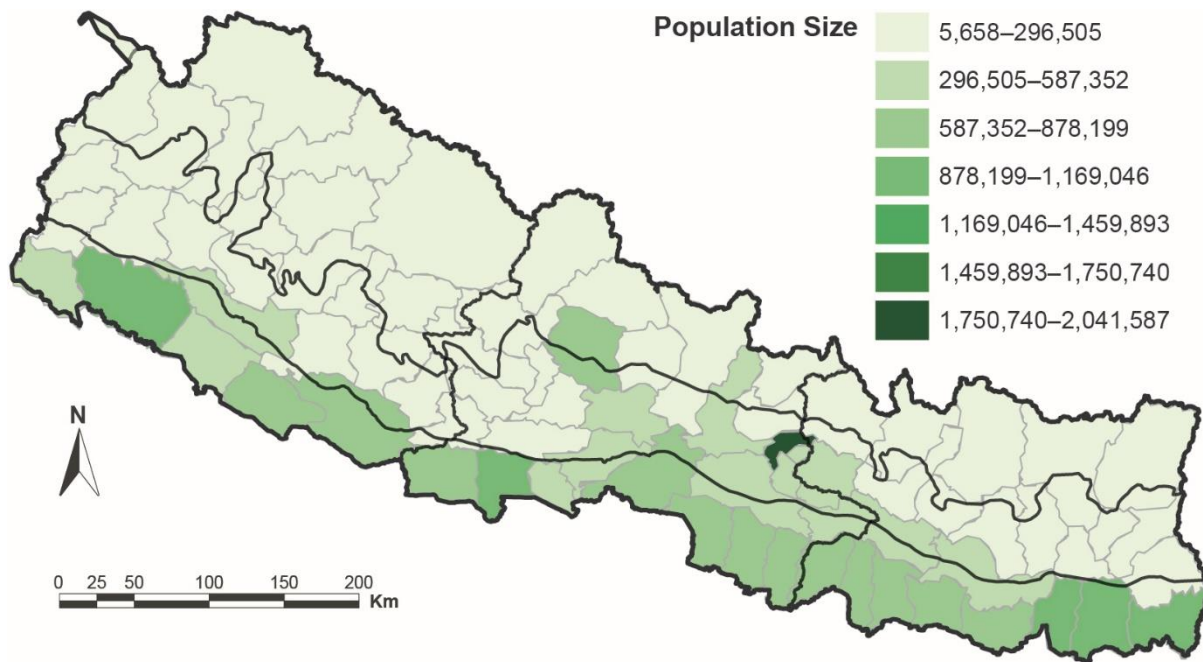 Population Size
5,658–296,505
296,505–587,352
587,352–878,199
878,199–1,169,046
1,169,046–1,459,893
1,459,893–1,750,740
1,750,740–2,041,587
N
0 25 50 100 150 200
Km